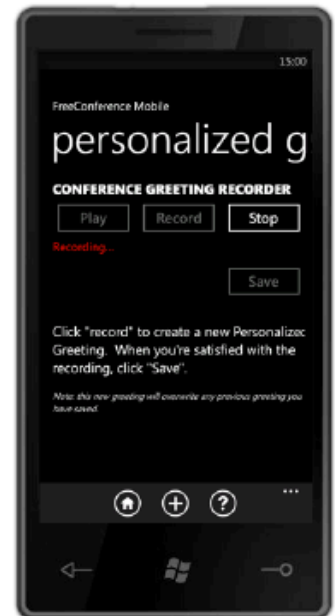 15:00
FreeConference Mobile
personalized g
CONFERENCE GREETING RECORDER
Play Record Stop
Recording...
Save
Click "record" to create a new Personalized
Greeting. When you're satisfied with the
recording, click "Save".
Note: this new greeting will overwrite any previous greeting you
have saved.